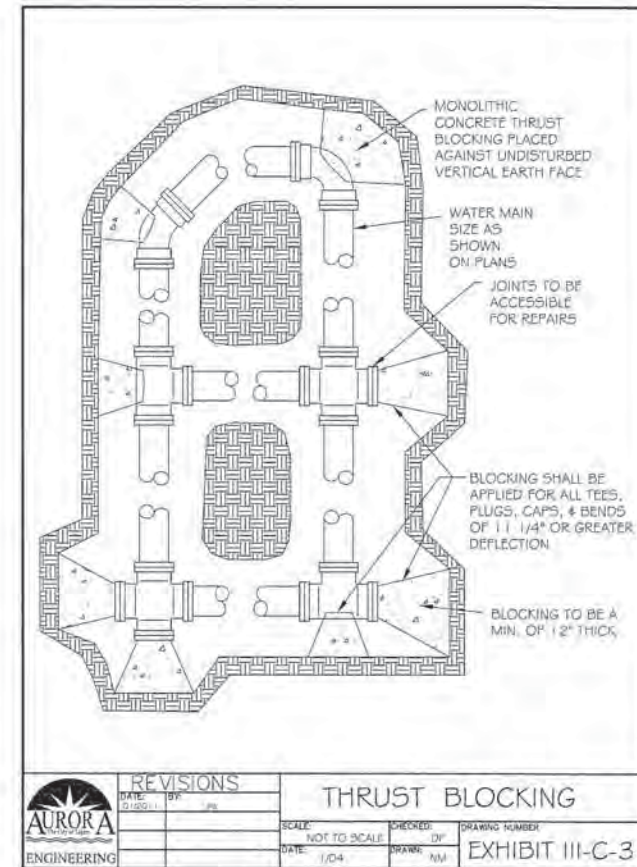 MONOLITHIC
CONCRETE THRUST
BLOCKING PLACED
AGAINST UNDISTURBED
VERTICAL EARTH FACE
WATER MAIN
SIZE AS
SHOWN
ON PLANS
JOINTS TO BE
ACCESSIBLE
FOR REPAIRS
BLOCKING SHALL BE
APPLIED FOR ALL TEES,
PLUGS, CAPS, & BENDS
OF 11 1/4° OR GREATER
DEFLECTION
BLOCKING TO BE A
MIN. OF 12" THICK
AURORA
ENGINEERING
REVISIONS
DATE: BY:
THRUST BLOCKING
SCALE: NOT TO SCALE
CHECKED: DP
DRAWING NUMBER
DATE: 1/04
DRAWN: NM
EXHIBIT III-C-3